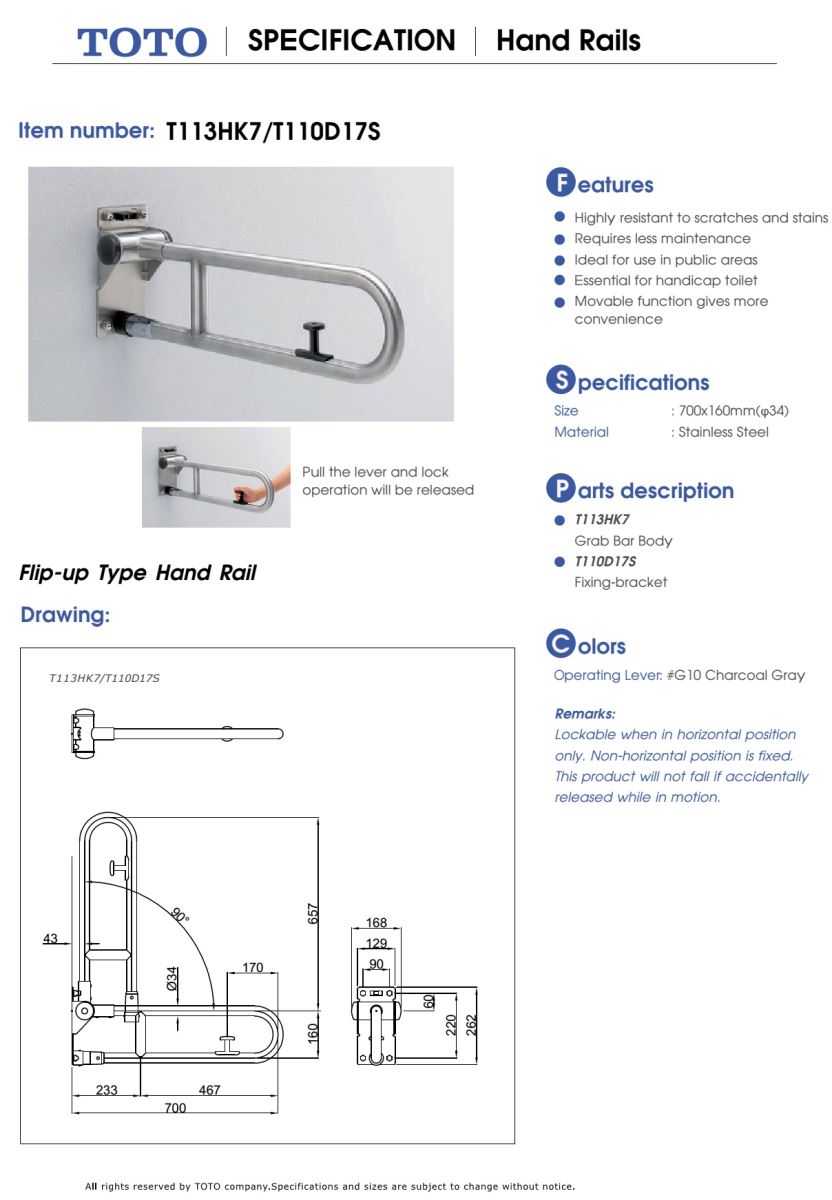 TOTO | SPECIFICATION | Hand Rails
Item number: T113HK7/T110D17S
Pull the lever and lock
operation will be released
Flip-up Type Hand Rail
Features
Highly resistant to scratches and stains
Requires less maintenance
Ideal for use in public areas
Essential for handicap toilet
Movable function gives more
convenience
Specifications
Size : 700x160mm(φ34)
Material : Stainless Steel
Parts description
T113HK7
Grab Bar Body
T110D17S
Fixing-bracket
Colors
Operating Lever: #G10 Charcoal Gray
Remarks:
Lockable when in horizontal position
only. Non-horizontal position is fixed.
This product will not fall if accidentally
released while in motion.
Drawing:
T113HK7/T110D17S
90°
657
43
Ø34
170
160
233
467
700
168
129
90
60
220
262
All rights reserved by TOTO company.Specifications and sizes are subject to change without notice.